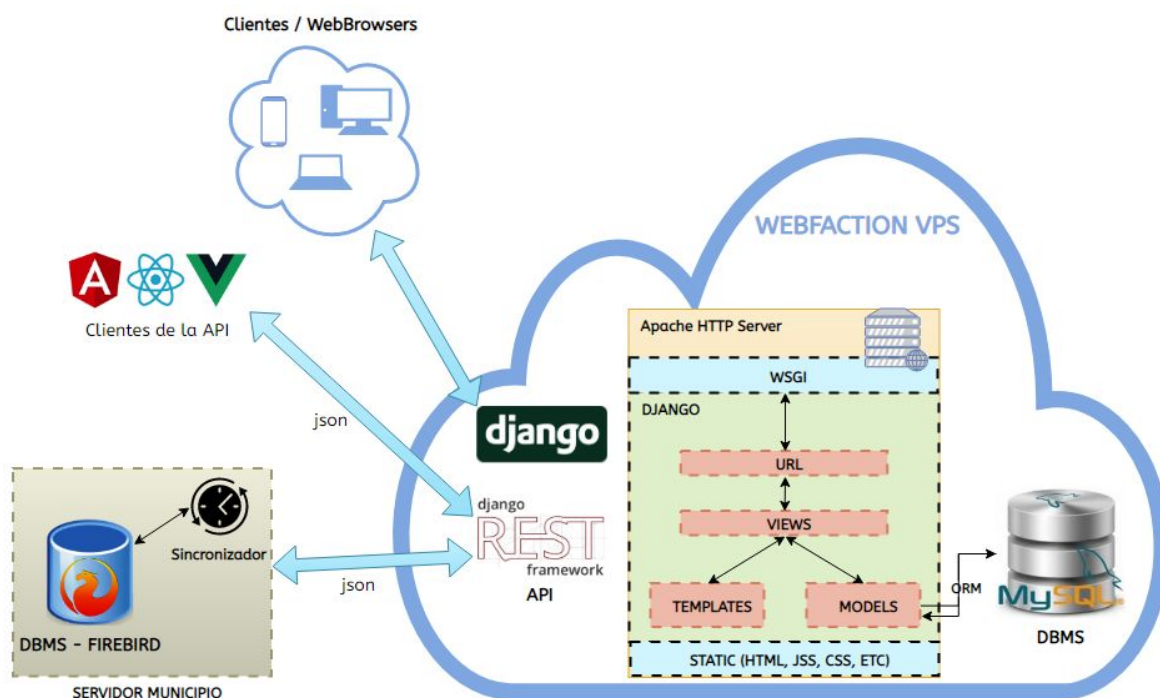 Clientes / WebBrowsers
WEBFACTION VPS
A
Clientes de la API
Apache HTTP Server
WSGI
DJANGO
json
django
URL
django
REST
framework
API
VIEWS
Sincronizador
json
TEMPLATES
MODELS
ORM
MySQL
DBMS
DBMS - FIREBIRD
STATIC (HTML, JSS, CSS, ETC)
SERVIDOR MUNICIPIO